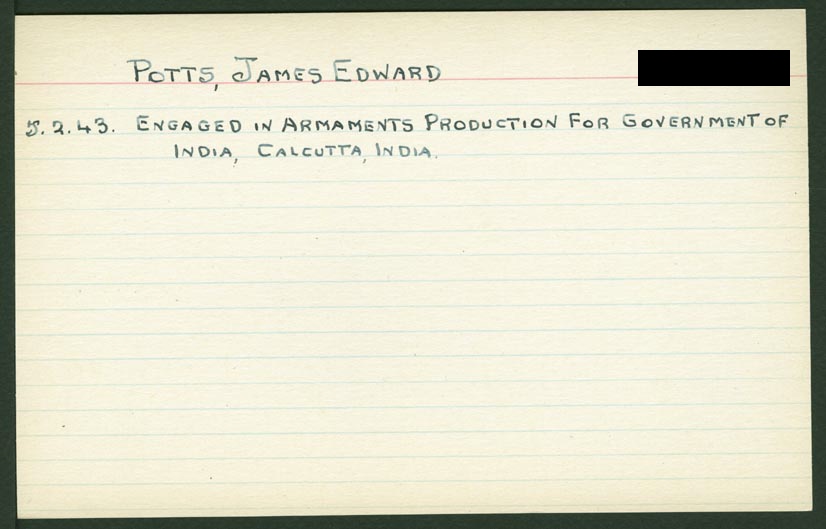 POTTS, JAMES EDWARD
5.2.43. ENGAGED IN ARMAMENTS PRODUCTION FOR GOVERNMENT OF
INDIA, CALCUTTA, INDIA.